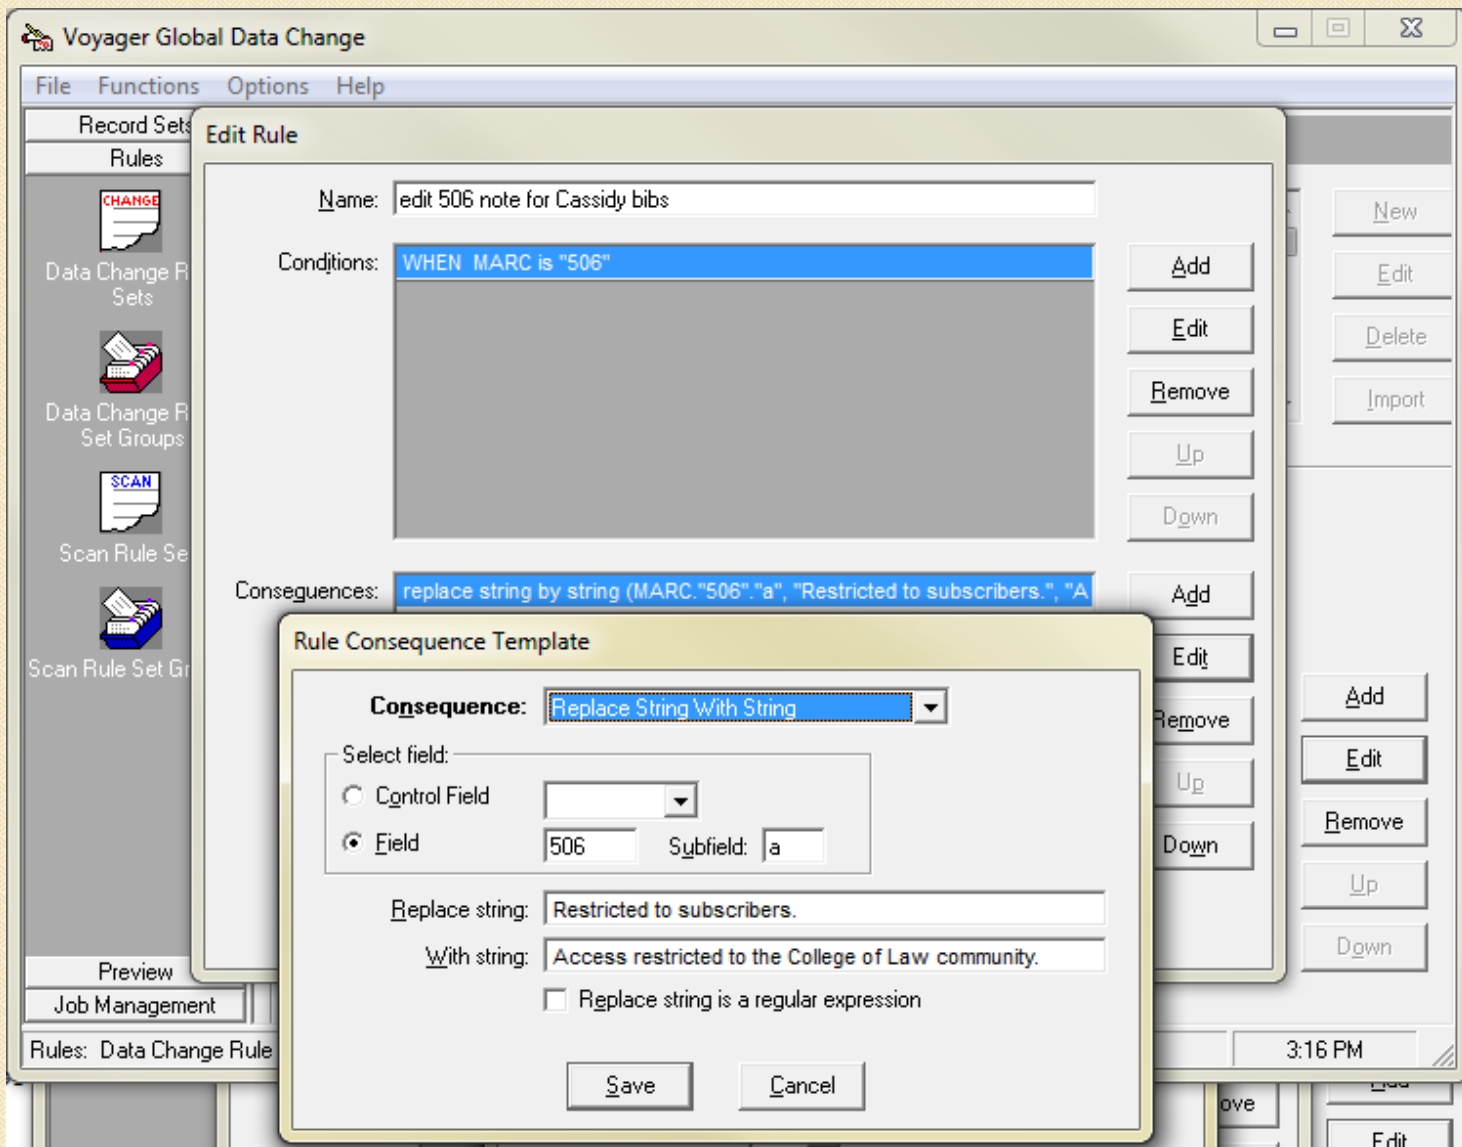 Voyager Global Data Change
File Functions Options Help
Record Sets
Rules
CHANGE
Data Change R
Sets
Data Change R
Set Groups
SCAN
Scan Rule Se
Scan Rule Set Gr
Preview
Job Management
Rules: Data Change Rule
Edit Rule
Name: edit 506 note for Cassidy bibs
Conditions: WHEN MARC is "506"
Add
Edit
Remove
Up
Down
Consequences: replace string by string (MARC."506"."a", "Restricted to subscribers.", "A
Add
Edit
Remove
Up
Down
Rule Consequence Template
Consequence: Replace String With String
Select field:
Control Field
Field 506 Subfield: a
Replace string: Restricted to subscribers.
With string: Access restricted to the College of Law community.
Replace string is a regular expression
Save Cancel
New
Edit
Delete
Import
Add
Edit
Remove
Up
Down
3:16 PM
ove
Edit